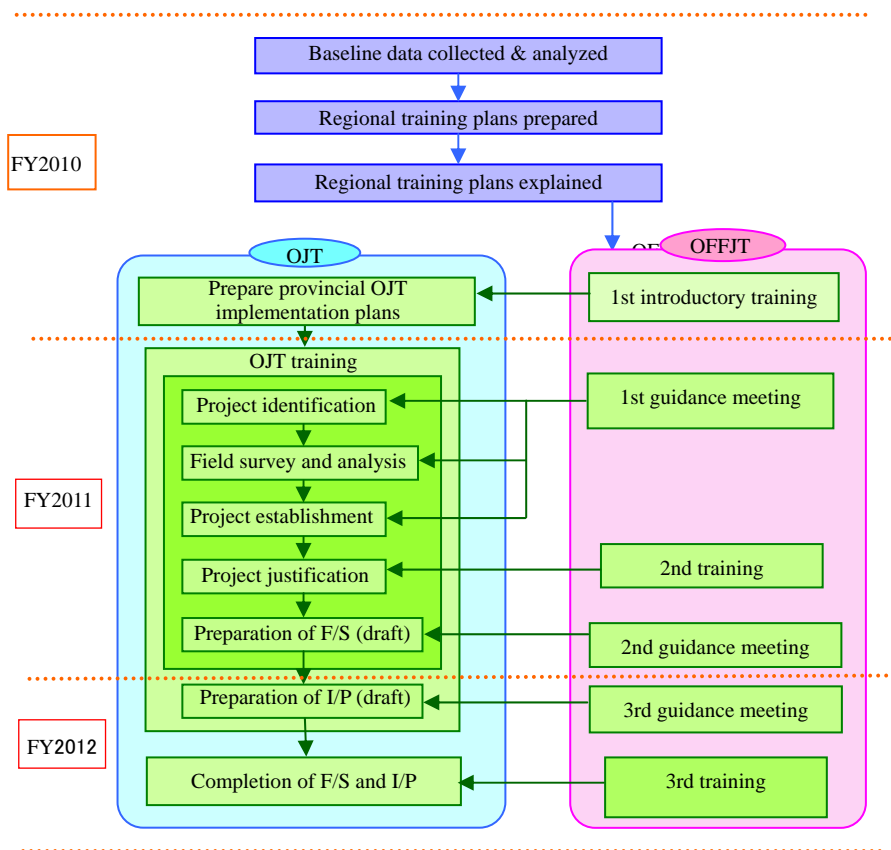 Baseline data collected & analyzed
Regional training plans prepared
FY2010
Regional training plans explained
OJT
OFFJT
Prepare provincial OJT
implementation plans
1st introductory training
OJT training
Project identification
1st guidance meeting
Field survey and analysis
FY2011
Project establishment
Project justification
2nd training
Preparation of F/S (draft)
2nd guidance meeting
Preparation of I/P (draft)
3rd guidance meeting
FY2012
Completion of F/S and I/P
3rd training